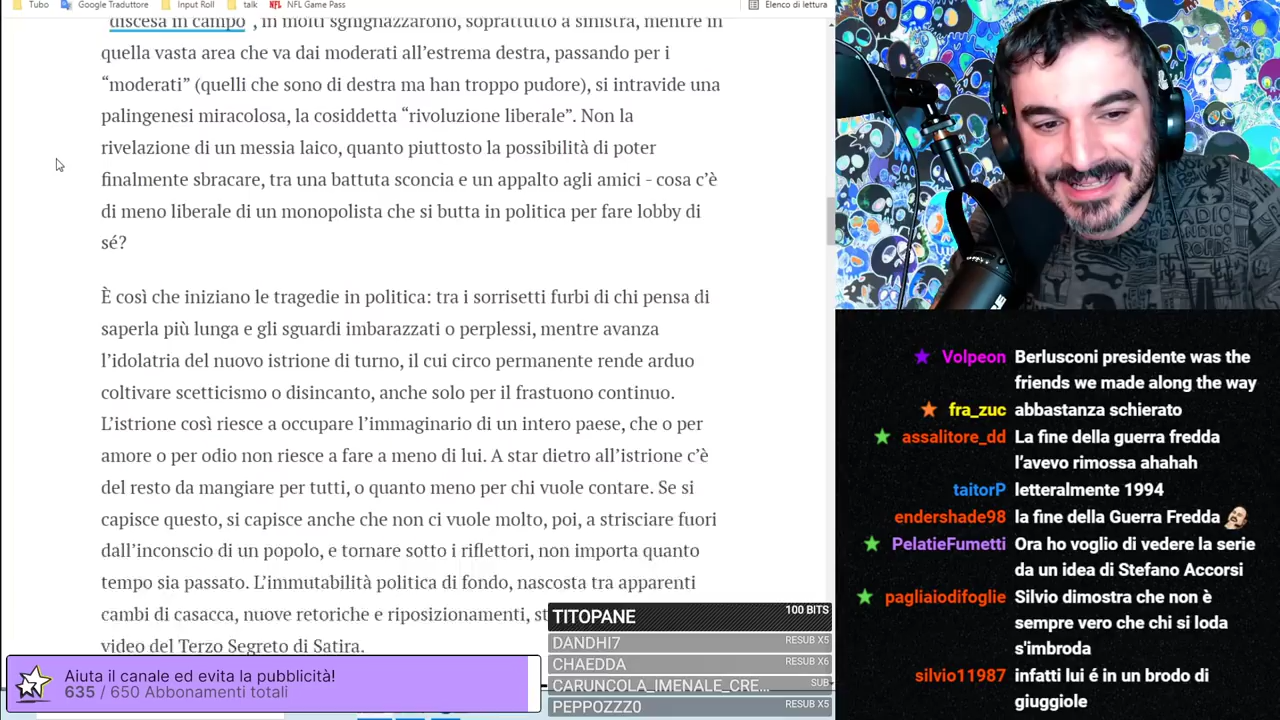 Tubo Google Traduttore Input Roll talk NFL Game Pass Elenco di lettura
discesa in campo", in molti sghignazzarono, soprattutto a sinistra, mentre in
quella vasta area che va dai moderati all'estrema destra, passando per i
"moderati" (quelli che sono di destra ma han troppo pudore), si intravide una
palingenesi miracolosa, la cosiddetta "rivoluzione liberale". Non la
rivelazione di un messia laico, quanto piuttosto la possibilità di poter
finalmente sbracare, tra una battuta sconcia e un appalto agli amici - cosa c'è
di meno liberale di un monopolista che si butta in politica per fare lobby di
sé?
È così che iniziano le tragedie in politica: tra i sorrisetti furbi di chi pensa di
saperla più lunga e gli sguardi imbarazzati o perplessi, mentre avanza
l'idolatria del nuovo istrione di turno, il cui circo permanente rende arduo
coltivare scetticismo o disincanto, anche solo per il frastuono continuo.
L'istrione così riesce a occupare l'immaginario di un intero paese, che o per
amore o per odio non riesce a fare a meno di lui. A star dietro all'istrione c'è
del resto da mangiare per tutti, o quanto meno per chi vuole contare. Se si
capisce questo, si capisce anche che non ci vuole molto, poi, a strisciare fuori
dall'inconscio di un popolo, e tornare sotto i riflettori, non importa quanto
tempo sia passato. L'immutabilità politica di fondo, nascosta tra apparenti
cambi di casacca, nuove retoriche e riposizionamenti, st
video del Terzo Segreto di Satira.
Aiuta il canale ed evita la pubblicità!
635 / 650 Abbonamenti totali
TITOPANE 100 BITS
DANDHI7 RESUB X5
CHAEDDA RESUB X6
CARUNCOLA_IMENALE_CRE... SUB
PEPPOZZZ0 RESUB X5
Volpeon Berlusconi presidente was the
friends we made along the way
fra_zuc abbastanza schierato
assalitore_dd La fine della guerra fredda
l'avevo rimossa ahahah
taitorP letteralmente 1994
endershade98 la fine della Guerra Fredda
PelatieFumetti Ora ho voglia di vedere la serie
da un idea di Stefano Accorsi
pagliaiodifoglie Silvio dimostra che non è
sempre vero che chi si loda
s'imbroda
silvio11987 infatti lui é in un brodo di
giuggiole